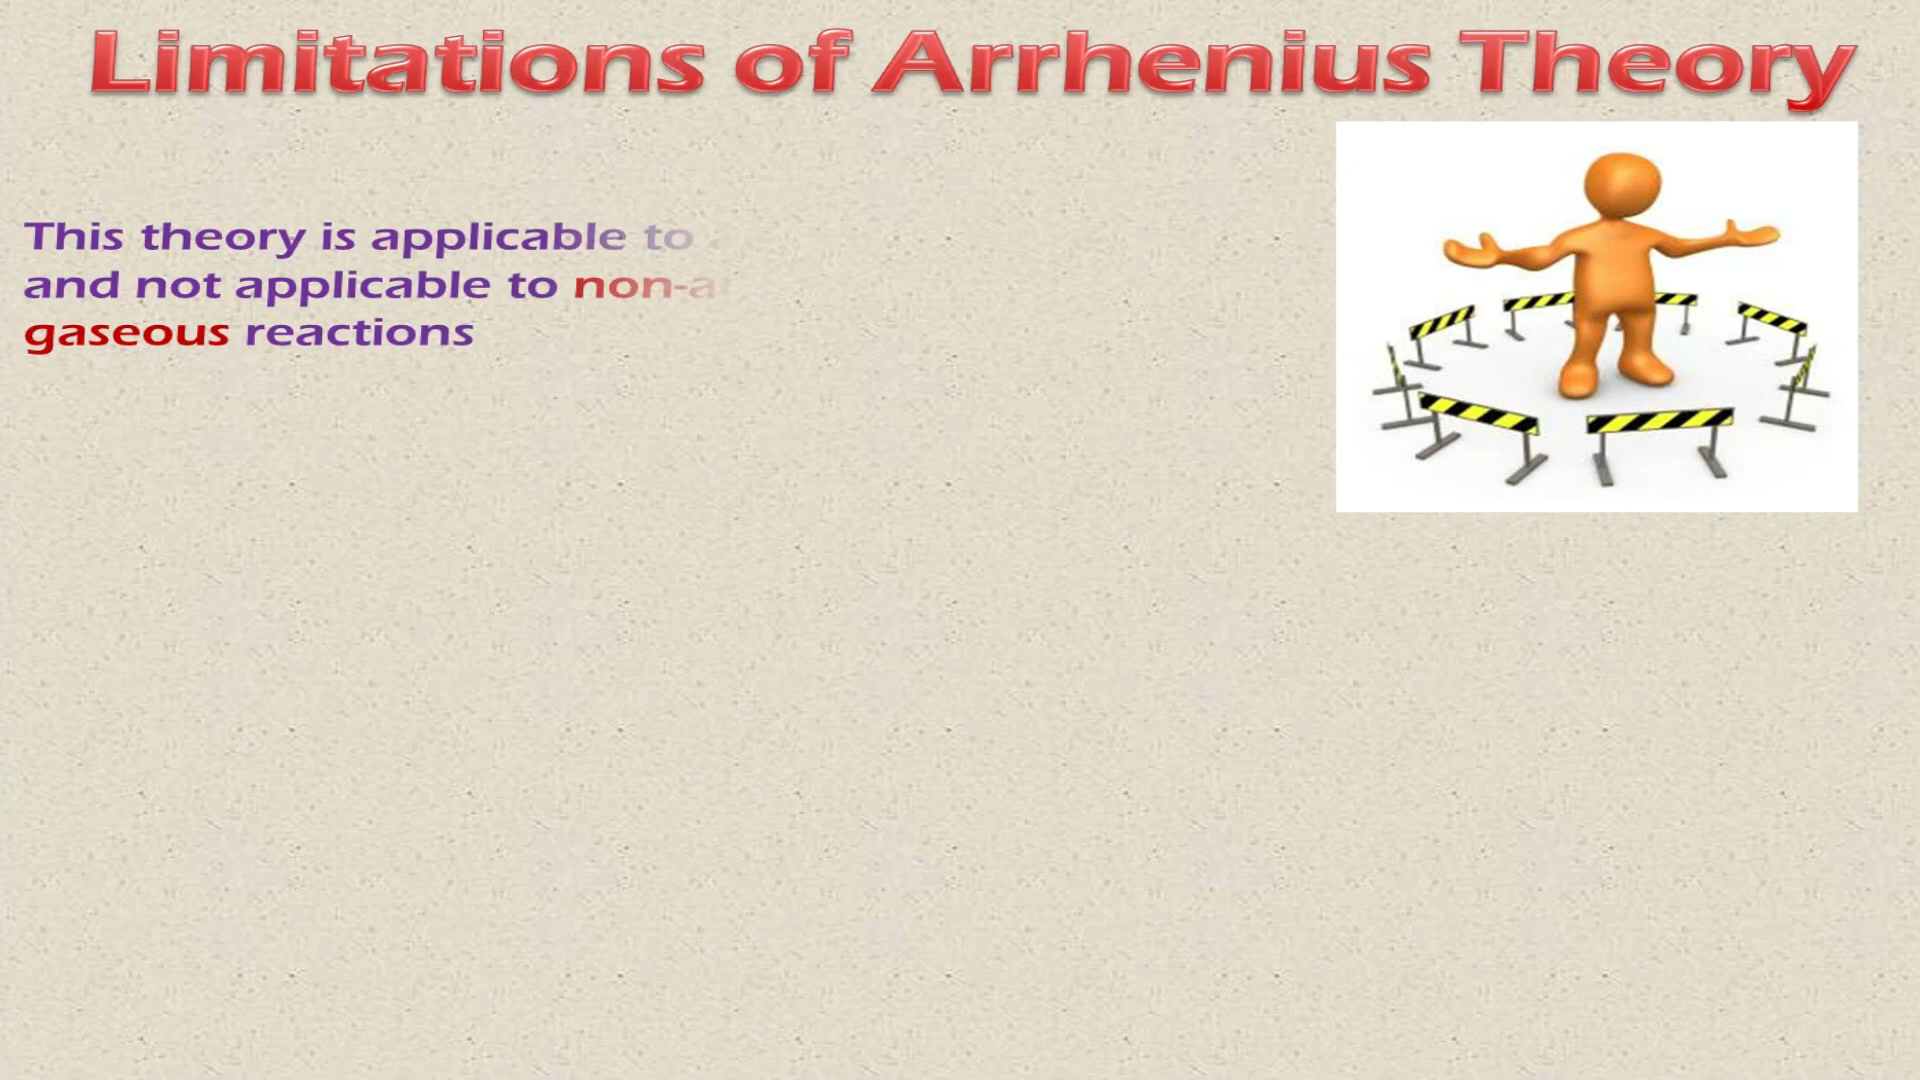 Limitations of Arrhenius Theory
This theory is applicable to
and not applicable to non-a
gaseous reactions